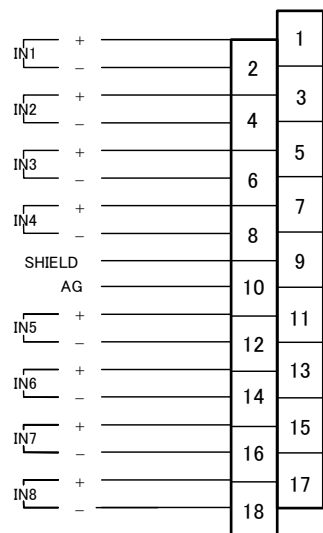 + 1
IN1
− 2
+ 3
IN2
− 4
+ 5
IN3
− 6
+ 7
IN4
− 8
SHIELD 9
AG 10
+ 11
IN5
− 12
+ 13
IN6
− 14
+ 15
IN7
− 16
+ 17
IN8
− 18